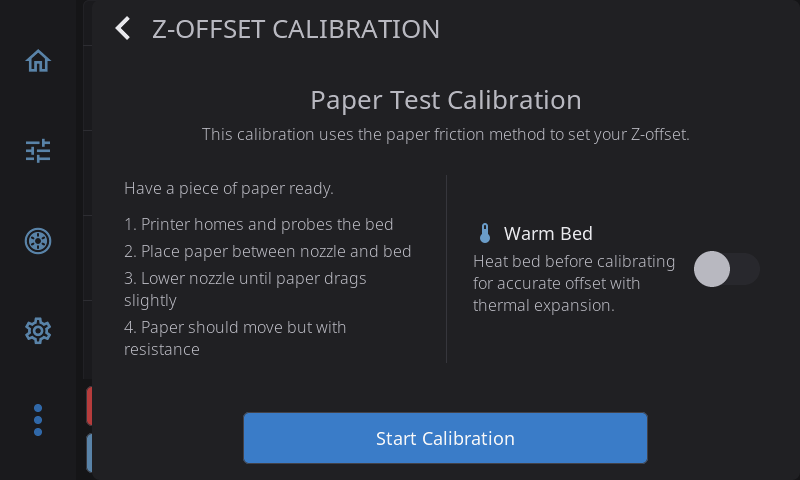 Z-OFFSET CALIBRATION
Paper Test Calibration
This calibration uses the paper friction method to set your Z-offset.
Have a piece of paper ready.
1. Printer homes and probes the bed
2. Place paper between nozzle and bed
3. Lower nozzle until paper drags
slightly
4. Paper should move but with
resistance
Warm Bed
Heat bed before calibrating
for accurate offset with
thermal expansion.
Start Calibration